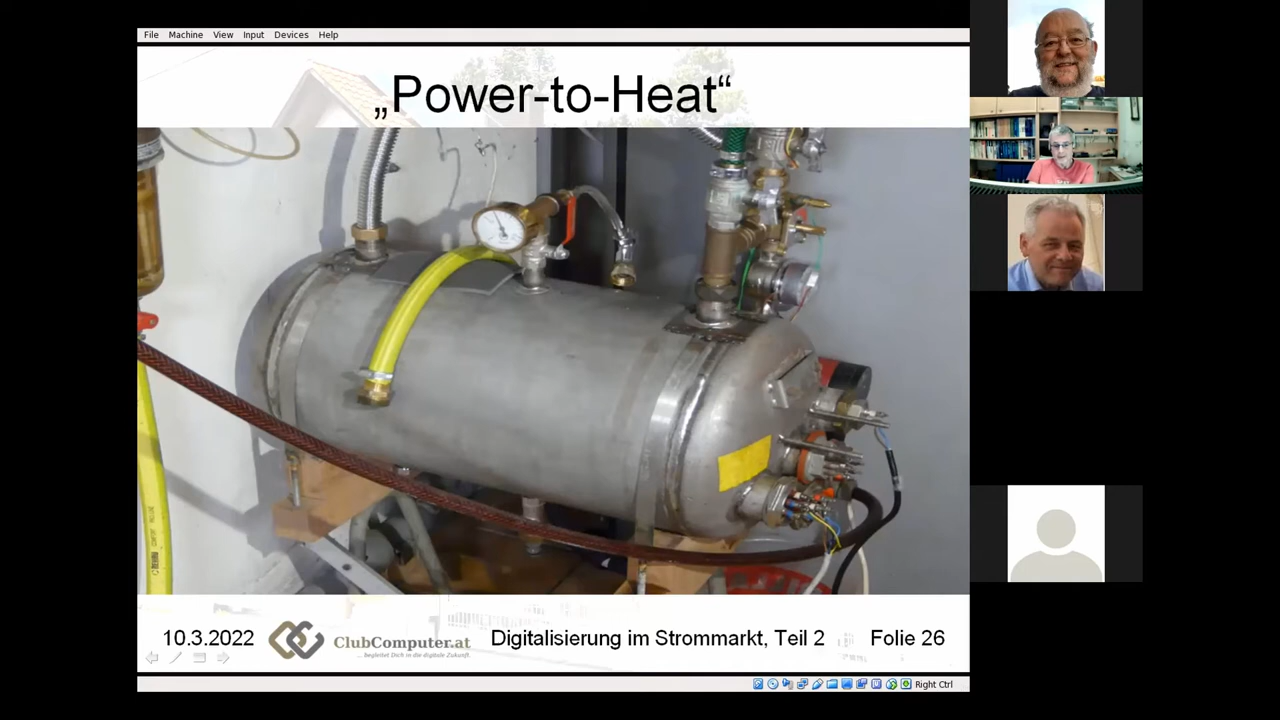 File Machine View Input Devices Help
„Power-to-Heat“
10.3.2022
ClubComputer.at
... begleitet Dich in die digitale Zukunft.
Digitalisierung im Strommarkt, Teil 2
Folie 26
Right Ctrl